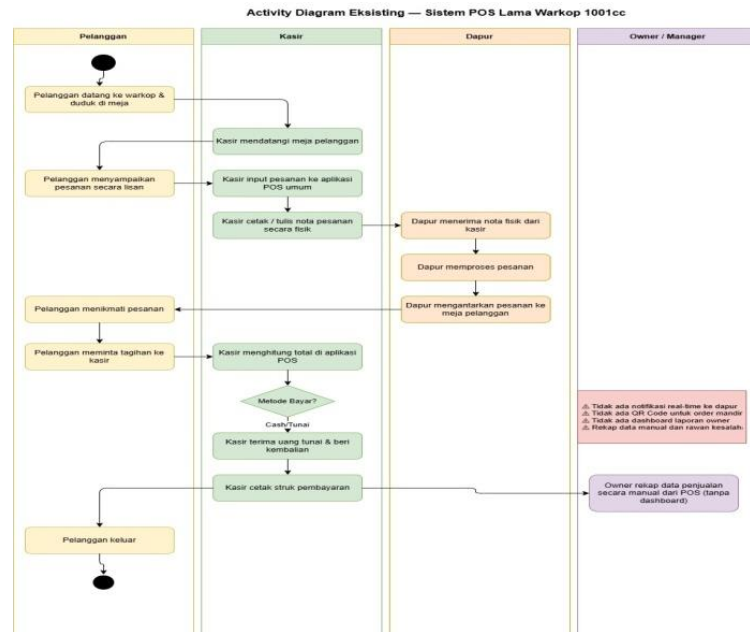 Activity Diagram Eksisting — Sistem POS Lama Warkop 1001cc
Pelanggan
Kasir
Dapur
Owner / Manager
Pelanggan datang ke warkop &
duduk di meja
Kasir mendatangi meja pelanggan
Pelanggan menyampaikan
pesanan secara lisan
Kasir input pesanan ke aplikasi
POS umum
Kasir cetak / tulis nota pesanan
secara fisik
Dapur menerima nota fisik dari
kasir
Dapur memproses pesanan
Dapur mengantarkan pesanan ke
meja pelanggan
Pelanggan menikmati pesanan
Pelanggan meminta tagihan ke
kasir
Kasir menghitung total di aplikasi
POS
Metode Bayar?
Cash/Tunai
Kasir terima uang tunai & beri
kembalian
Kasir cetak struk pembayaran
⚠ Tidak ada notifikasi real-time ke dapur
⚠ Tidak ada QR Code untuk order mandir
⚠ Tidak ada dashboard laporan owner
⚠ Rekap data manual dan rawan kesalah
Owner rekap data penjualan
secara manual dari POS (tanpa
dashboard)
Pelanggan keluar